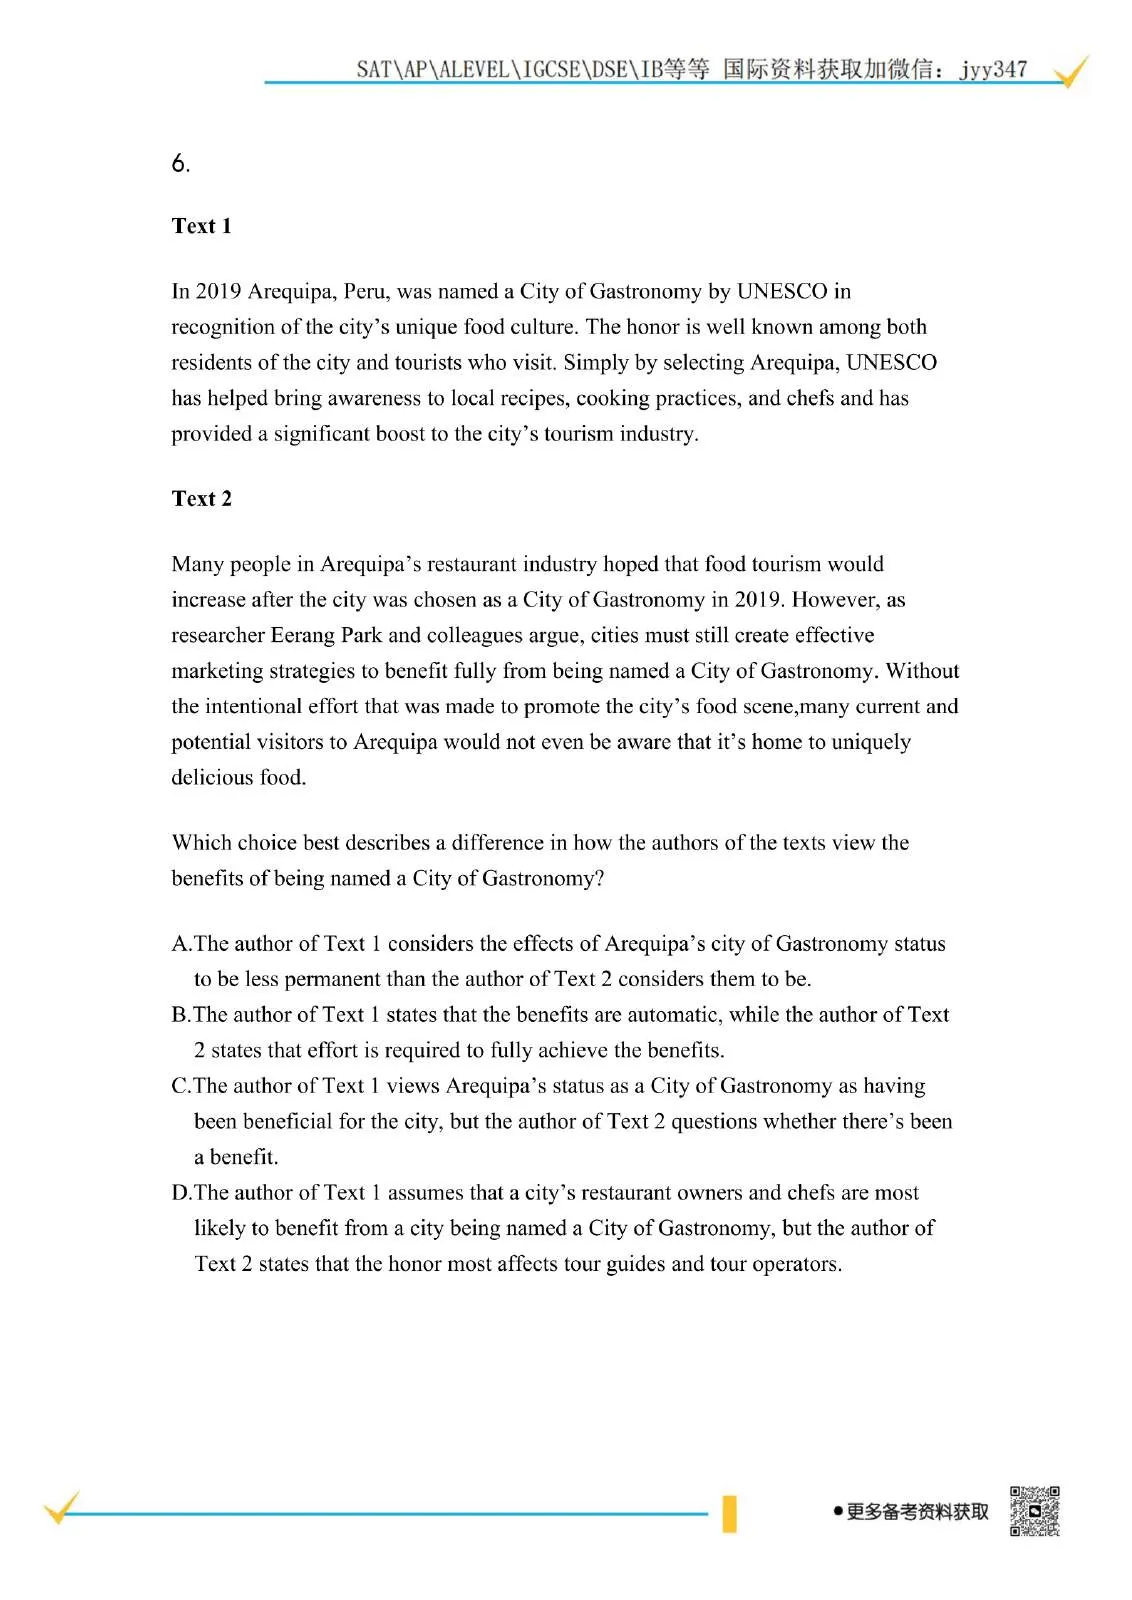 SAT\AP\ALEVEL\IGCSE\DSE\IB等等 国际资料获取加微信：jyy347
6.
Text 1
In 2019 Arequipa, Peru, was named a City of Gastronomy by UNESCO in
recognition of the city’s unique food culture. The honor is well known among both
residents of the city and tourists who visit. Simply by selecting Arequipa, UNESCO
has helped bring awareness to local recipes, cooking practices, and chefs and has
provided a significant boost to the city’s tourism industry.
Text 2
Many people in Arequipa’s restaurant industry hoped that food tourism would
increase after the city was chosen as a City of Gastronomy in 2019. However, as
researcher Eerang Park and colleagues argue, cities must still create effective
marketing strategies to benefit fully from being named a City of Gastronomy. Without
the intentional effort that was made to promote the city’s food scene,many current and
potential visitors to Arequipa would not even be aware that it’s home to uniquely
delicious food.
Which choice best describes a difference in how the authors of the texts view the
benefits of being named a City of Gastronomy?
A.The author of Text 1 considers the effects of Arequipa’s city of Gastronomy status
to be less permanent than the author of Text 2 considers them to be.
B.The author of Text 1 states that the benefits are automatic, while the author of Text
2 states that effort is required to fully achieve the benefits.
C.The author of Text 1 views Arequipa’s status as a City of Gastronomy as having
been beneficial for the city, but the author of Text 2 questions whether there’s been
a benefit.
D.The author of Text 1 assumes that a city’s restaurant owners and chefs are most
likely to benefit from a city being named a City of Gastronomy, but the author of
Text 2 states that the honor most affects tour guides and tour operators.
●更多备考资料获取